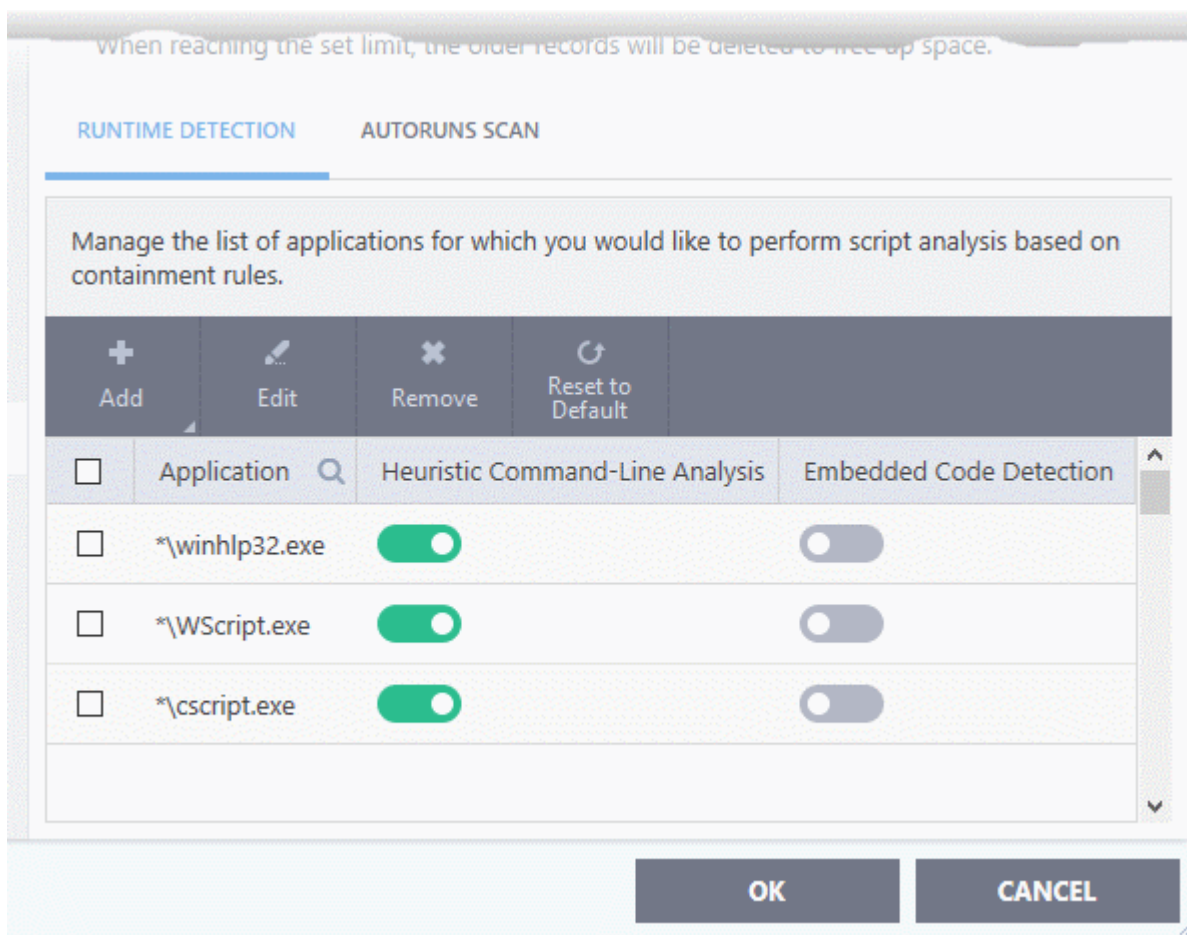 When reaching the set limit, the older records will be deleted to free up space.
RUNTIME DETECTION
AUTORUNS SCAN
Manage the list of applications for which you would like to perform script analysis based on
containment rules.
Add
Edit
Remove
Reset to
Default
Application
Heuristic Command-Line Analysis
Embedded Code Detection
*\winhlp32.exe
*\WScript.exe
*\cscript.exe
OK
CANCEL